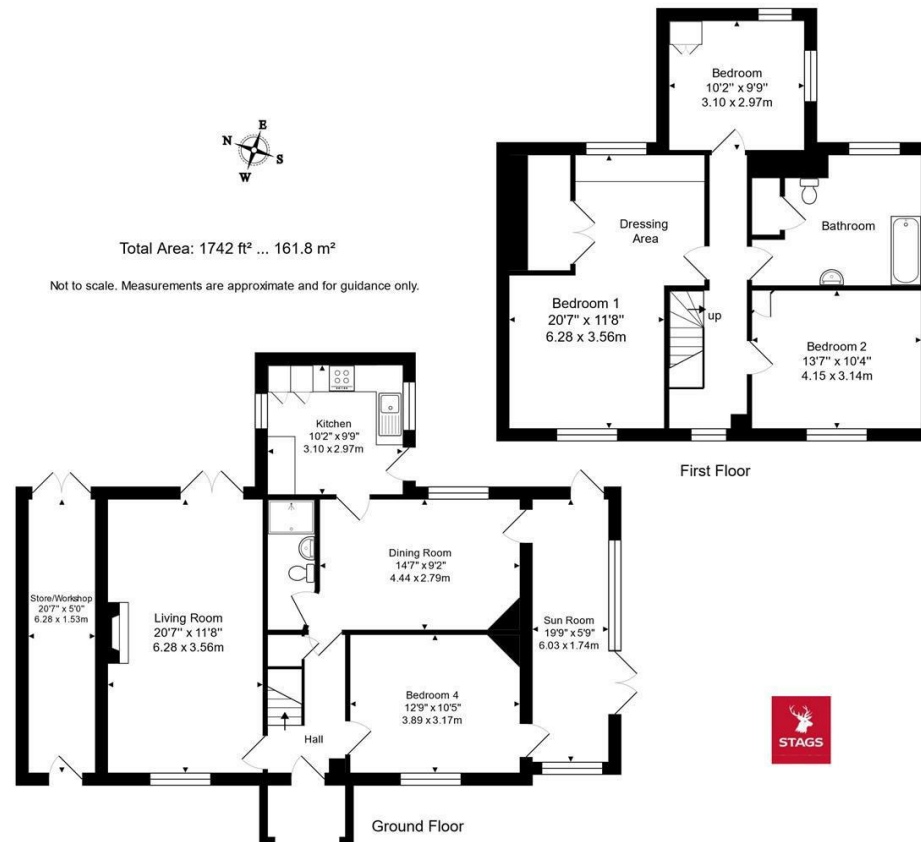 N
E
S
W
Total Area: 1742 ft² ... 161.8 m²
Not to scale. Measurements are approximate and for guidance only.
Bedroom
10'2" x 9'9"
3.10 x 2.97m
Dressing
Area
Bathroom
Bedroom 1
20'7" x 11'8"
6.28 x 3.56m
up
Bedroom 2
13'7" x 10'4"
4.15 x 3.14m
First Floor
Kitchen
10'2" x 9'9"
3.10 x 2.97m
Store/Workshop
20'7" x 5'0"
6.28 x 1.53m
Living Room
20'7" x 11'8"
6.28 x 3.56m
Dining Room
14'7" x 9'2"
4.44 x 2.79m
Sun Room
19'9" x 5'9"
6.03 x 1.74m
Bedroom 4
12'9" x 10'5"
3.89 x 3.17m
Hall
Ground Floor
STAGS